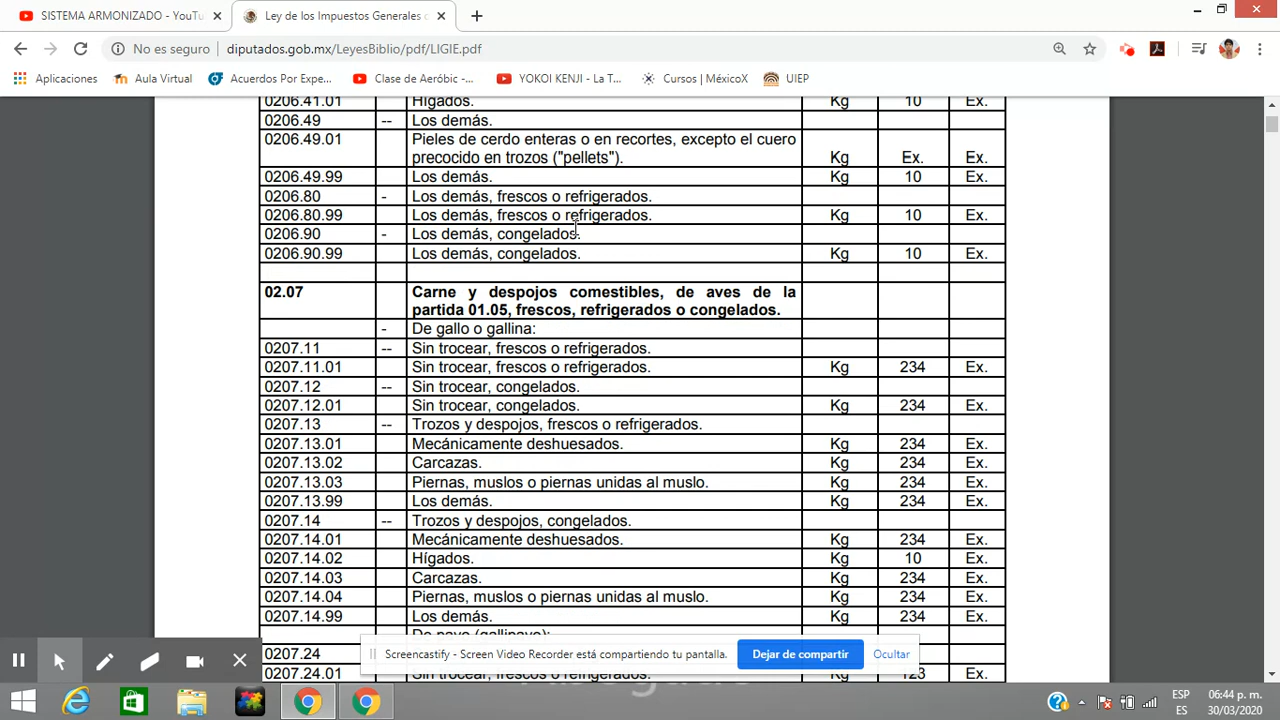 SISTEMA ARMONIZADO - YouTu
Ley de los Impuestos Generales d
No es seguro diputados.gob.mx/LeyesBiblio/pdf/LIGIE.pdf
Aplicaciones Aula Virtual Acuerdos Por Expe... Clase de Aeróbic -... YOKOI KENJI - La T... Cursos | MéxicoX UIEP
0206.41.01 Hígados. Kg 10 Ex.
0206.49 -- Los demás.
0206.49.01 Pieles de cerdo enteras o en recortes, excepto el cuero
precocido en trozos ("pellets"). Kg Ex. Ex.
0206.49.99 Los demás. Kg 10 Ex.
0206.80 - Los demás, frescos o refrigerados.
0206.80.99 Los demás, frescos o refrigerados. Kg 10 Ex.
0206.90 - Los demás, congelados.
0206.90.99 Los demás, congelados. Kg 10 Ex.
02.07 Carne y despojos comestibles, de aves de la
partida 01.05, frescos, refrigerados o congelados.
- De gallo o gallina:
0207.11 -- Sin trocear, frescos o refrigerados.
0207.11.01 Sin trocear, frescos o refrigerados. Kg 234 Ex.
0207.12 -- Sin trocear, congelados.
0207.12.01 Sin trocear, congelados. Kg 234 Ex.
0207.13 -- Trozos y despojos, frescos o refrigerados.
0207.13.01 Mecánicamente deshuesados. Kg 234 Ex.
0207.13.02 Carcazas. Kg 234 Ex.
0207.13.03 Piernas, muslos o piernas unidas al muslo. Kg 234 Ex.
0207.13.99 Los demás. Kg 234 Ex.
0207.14 -- Trozos y despojos, congelados.
0207.14.01 Mecánicamente deshuesados. Kg 234 Ex.
0207.14.02 Hígados. Kg 10 Ex.
0207.14.03 Carcazas. Kg 234 Ex.
0207.14.04 Piernas, muslos o piernas unidas al muslo. Kg 234 Ex.
0207.14.99 Los demás. Kg 234 Ex.
De pavo (gallipavo):
0207.24
Screencastify - Screen Video Recorder está compartiendo tu pantalla. Dejar de compartir Ocultar
0207.24.01 Sin trocear, frescos o refrigerados. Kg 123 Ex.
ESP 06:44 p. m.
ES 30/03/2020